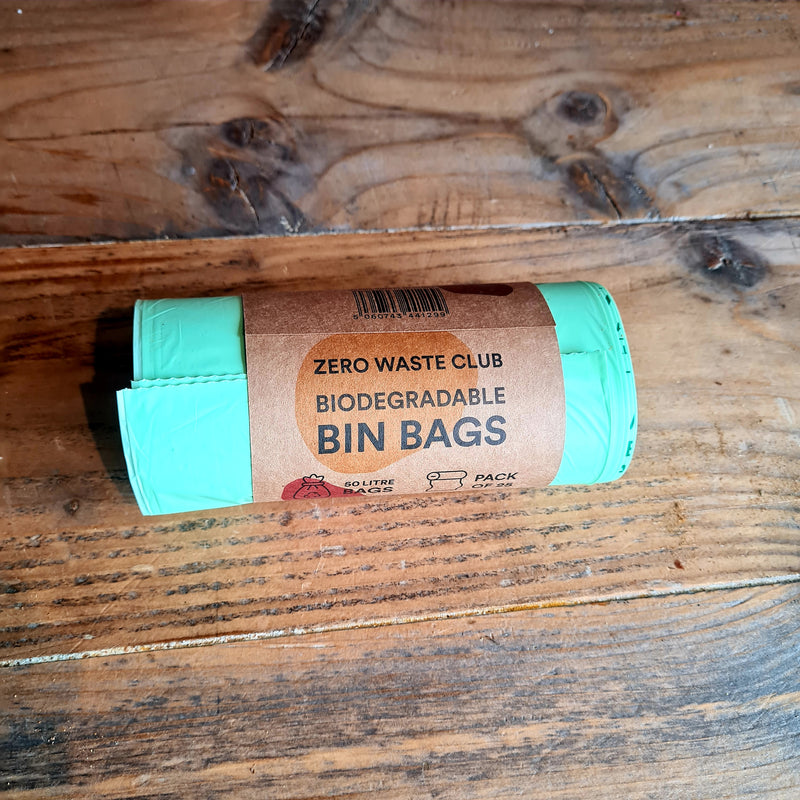 5 060743 441299
ZERO WASTE CLUB
BIODEGRADABLE
BIN BAGS
50 LITRE
BAGS
PACK
OF 25